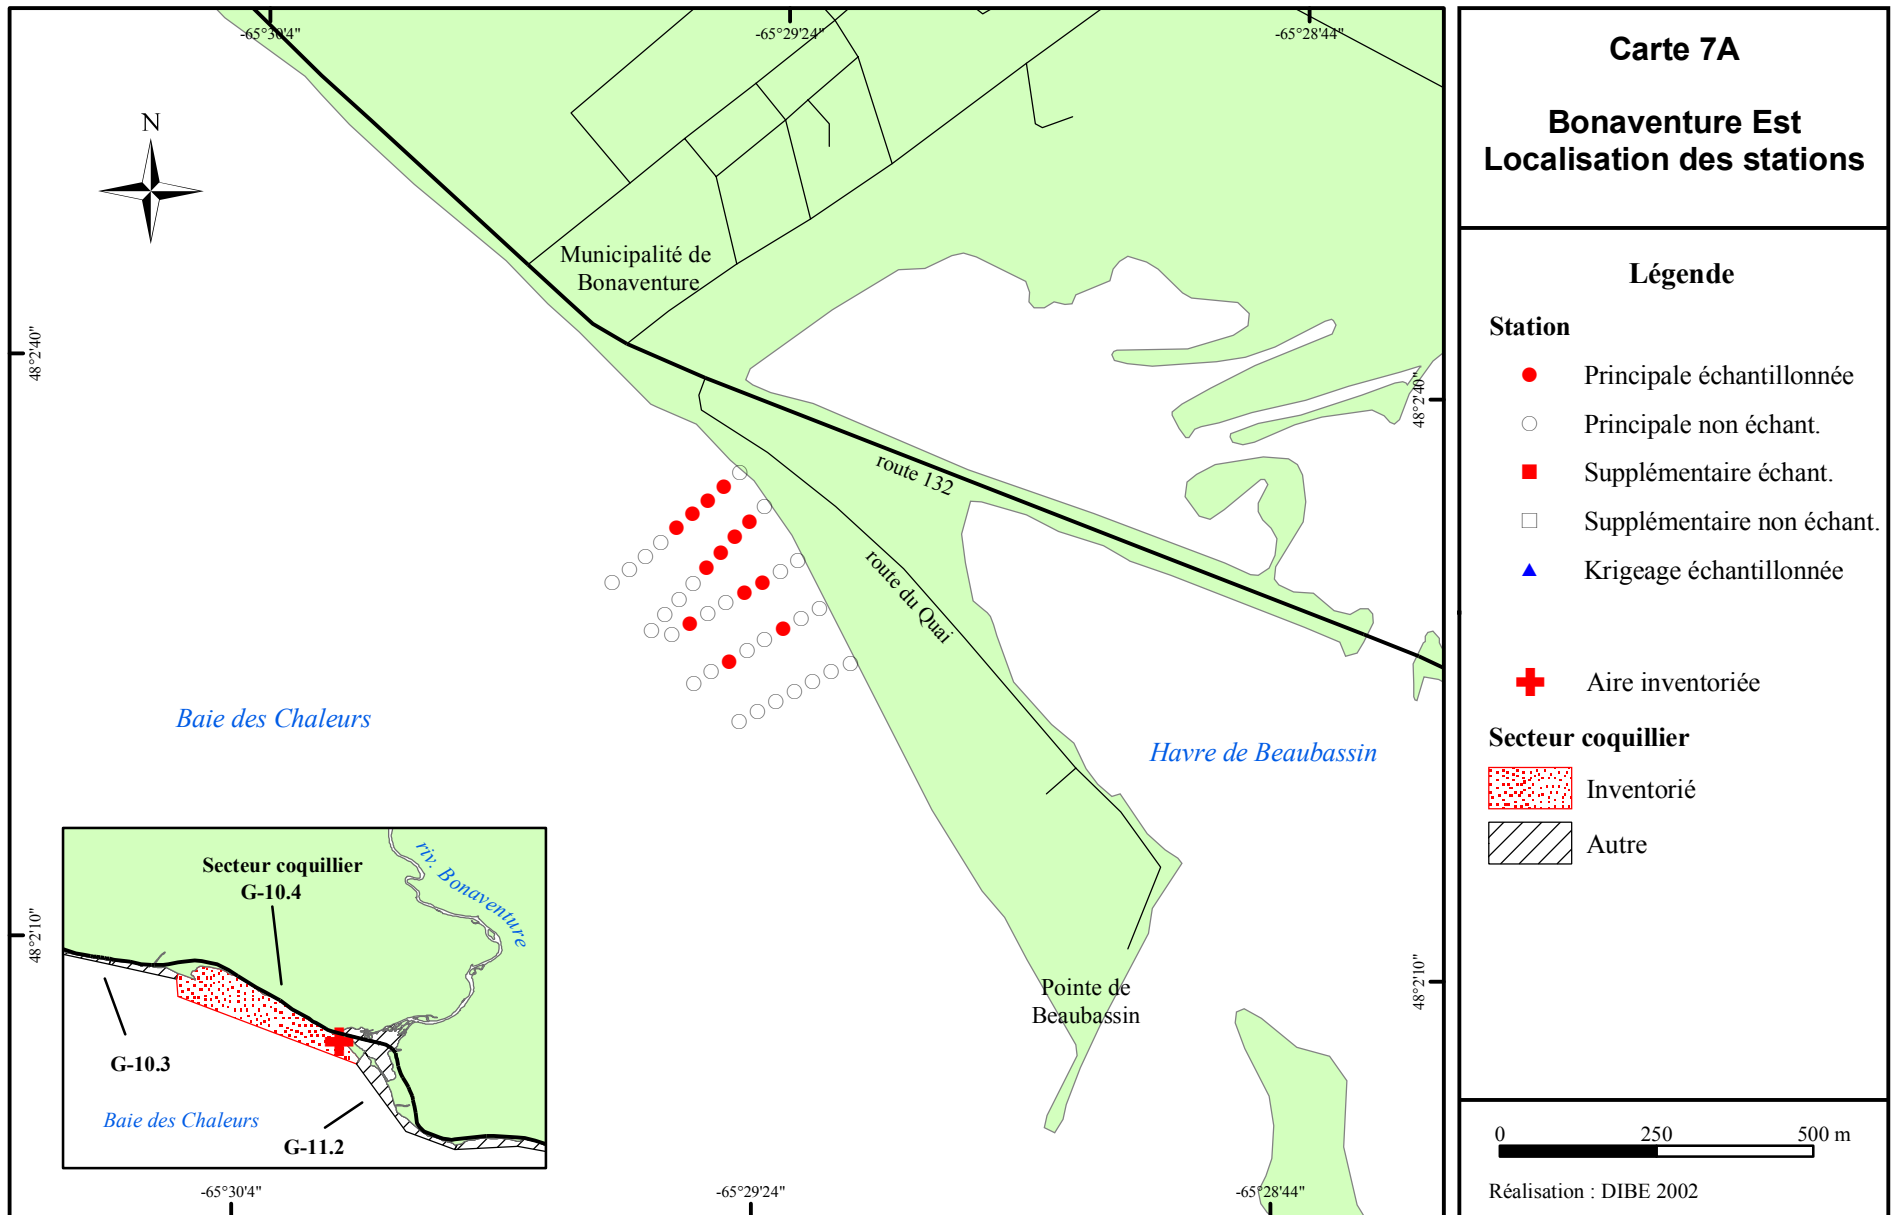 -65°30'4"
-65°29'24"
-65°28'44"
N
Municipalité de
Bonaventure
48°2'40"
48°2'40"
route 132
route du Quai
Baie des Chaleurs
Havre de Beaubassin
Secteur coquillier
G-10.4
riv. Bonaventure
G-10.3
Baie des Chaleurs
G-11.2
48°2'10"
48°2'10"
Pointe de
Beaubassin
-65°30'4"
-65°29'24"
-65°28'44"
Carte 7A
Bonaventure Est
Localisation des stations
Légende
Station
Principale échantillonnée
Principale non échant.
Supplémentaire échant.
Supplémentaire non échant.
Krigeage échantillonnée
Aire inventoriée
Secteur coquillier
Inventorié
Autre
0 250 500 m
Réalisation : DIBE 2002